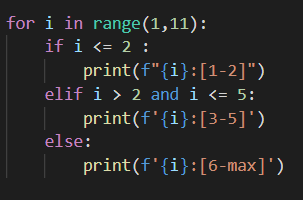 for i in range(1,11):
    if i <= 2 :
        print(f"{i}:[1-2]")
    elif i > 2 and i <= 5:
        print(f'{i}:[3-5]')
    else:
        print(f'{i}:[6-max]')